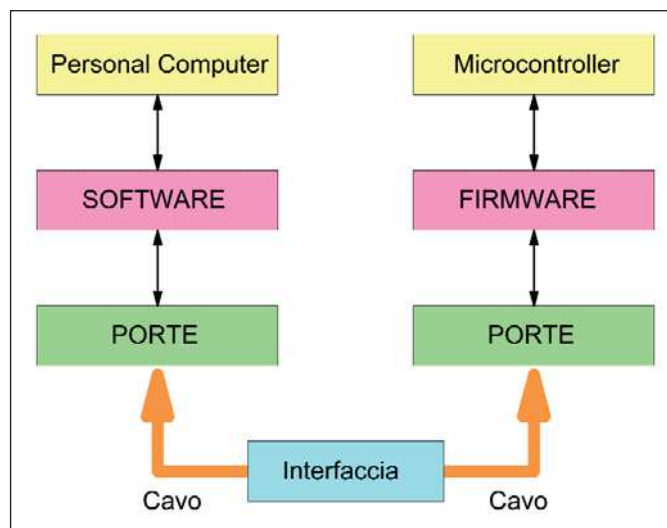 Personal Computer
Microcontroller
SOFTWARE
FIRMWARE
PORTE
PORTE
Interfaccia
Cavo
Cavo